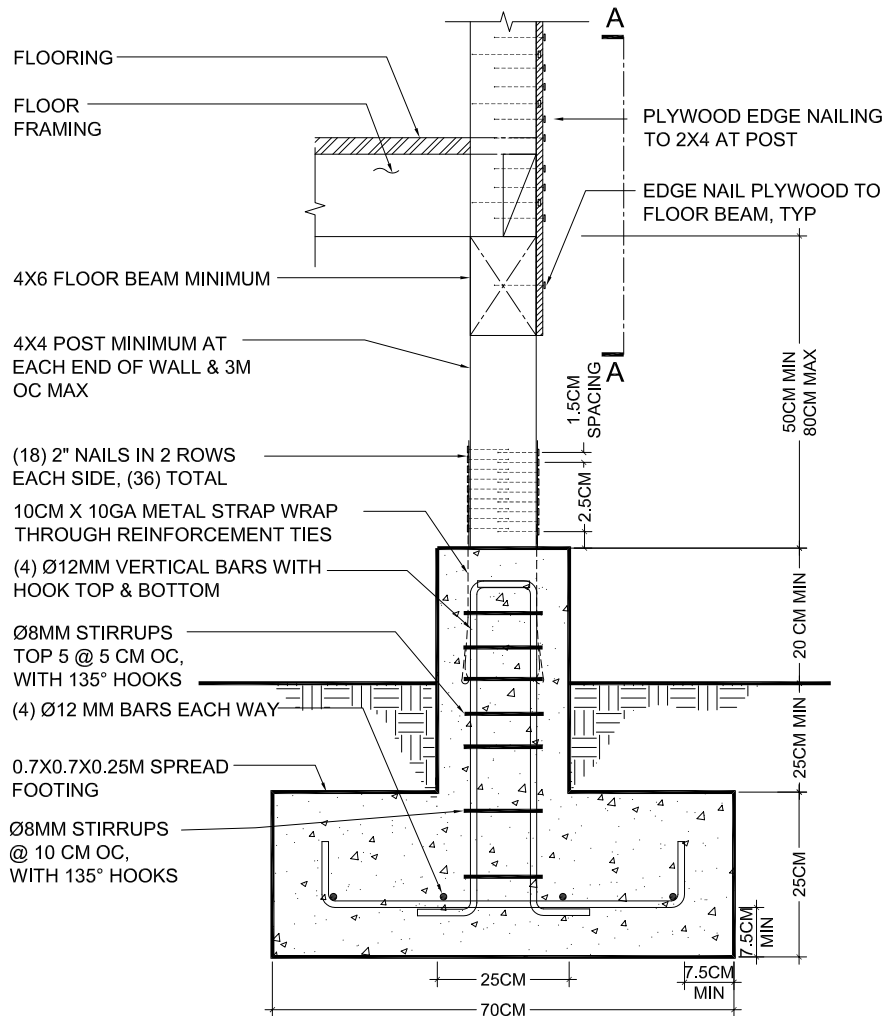 FLOORING
FLOOR
FRAMING
4X6 FLOOR BEAM MINIMUM
4X4 POST MINIMUM AT
EACH END OF WALL & 3M
OC MAX
(18) 2" NAILS IN 2 ROWS
EACH SIDE, (36) TOTAL
10CM X 10GA METAL STRAP WRAP
THROUGH REINFORCEMENT TIES
(4) Ø12MM VERTICAL BARS WITH
HOOK TOP & BOTTOM
Ø8MM STIRRUPS
TOP 5 @ 5 CM OC,
WITH 135° HOOKS
(4) Ø12 MM BARS EACH WAY
0.7X0.7X0.25M SPREAD
FOOTING
Ø8MM STIRRUPS
@ 10 CM OC,
WITH 135° HOOKS
A
PLYWOOD EDGE NAILING
TO 2X4 AT POST
EDGE NAIL PLYWOOD TO
FLOOR BEAM, TYP
A
1.5CM
SPACING
2.5CM
50CM MIN
80CM MAX
20 CM MIN
25CM MIN
25CM
7.5CM
MIN
7.5CM
MIN
25CM
70CM